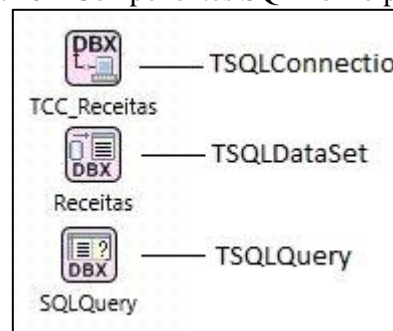 DBX
TSQLConnectio
TCC_Receitas
DBX
TSQLDataSet
Receitas
?
DBX
TSQLQuery
SQLQuery